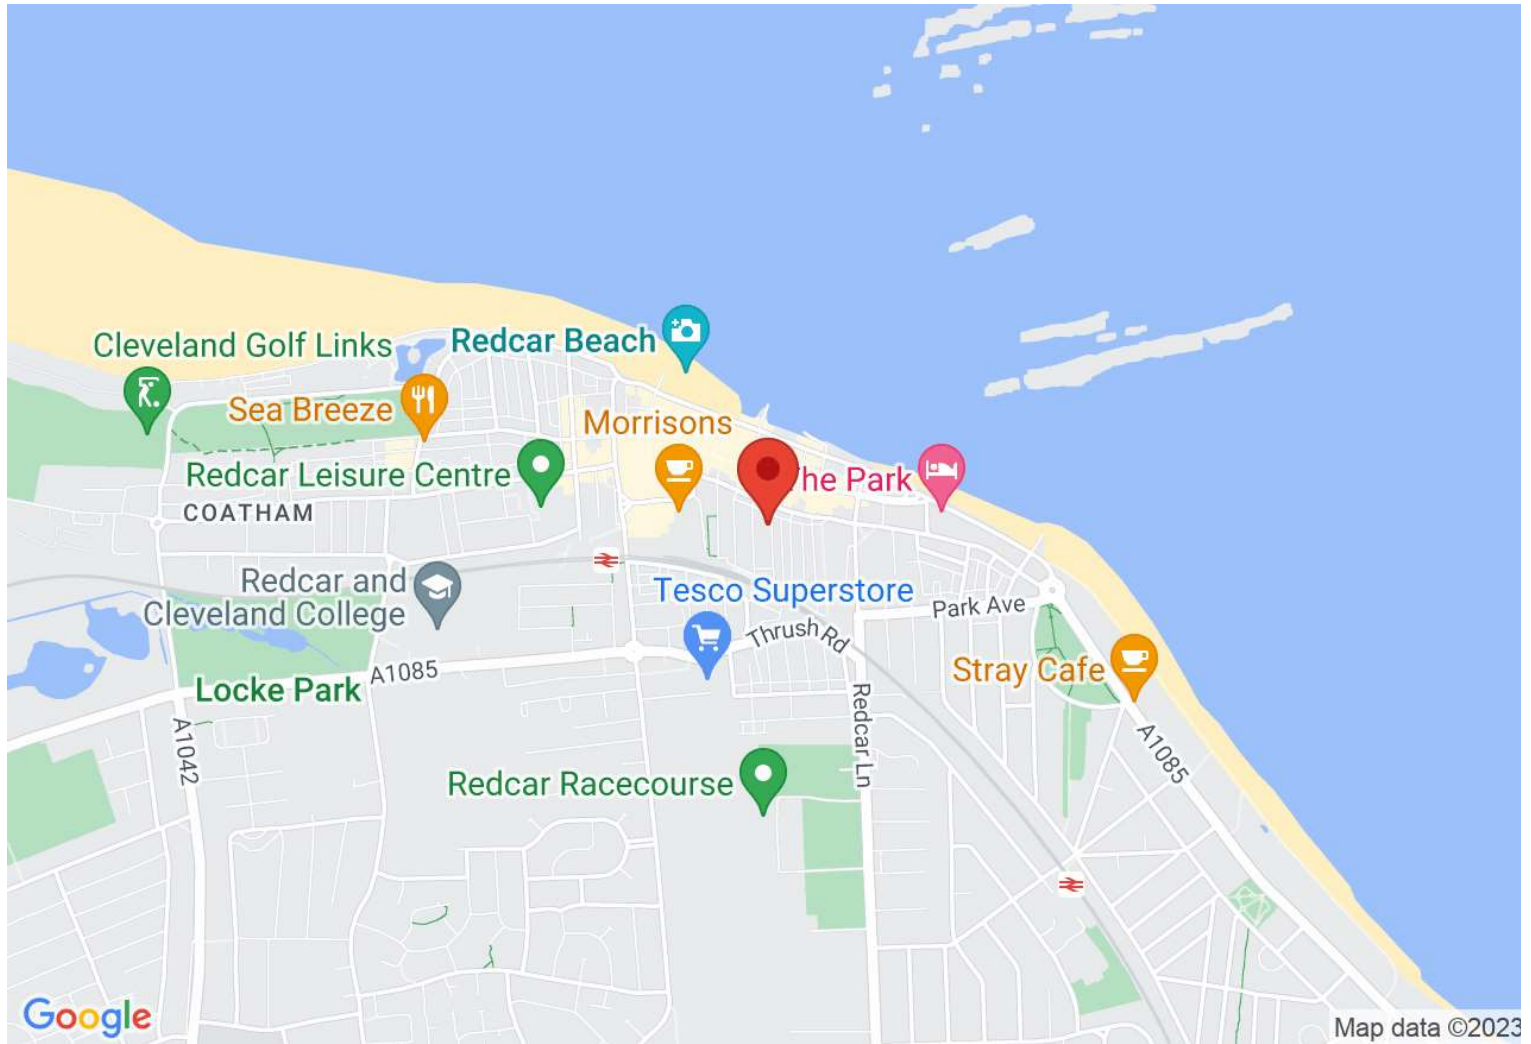 Redcar Beach
Cleveland Golf Links
Sea Breeze
Morrisons
Redcar Leisure Centre
he Park
COATHAM
Redcar and
Cleveland College
Tesco Superstore
Park Ave
Thrush Rd
Stray Cafe
A1085
Locke Park
Redcar Ln
A1042
A1085
Redcar Racecourse
Google
Map data ©2023